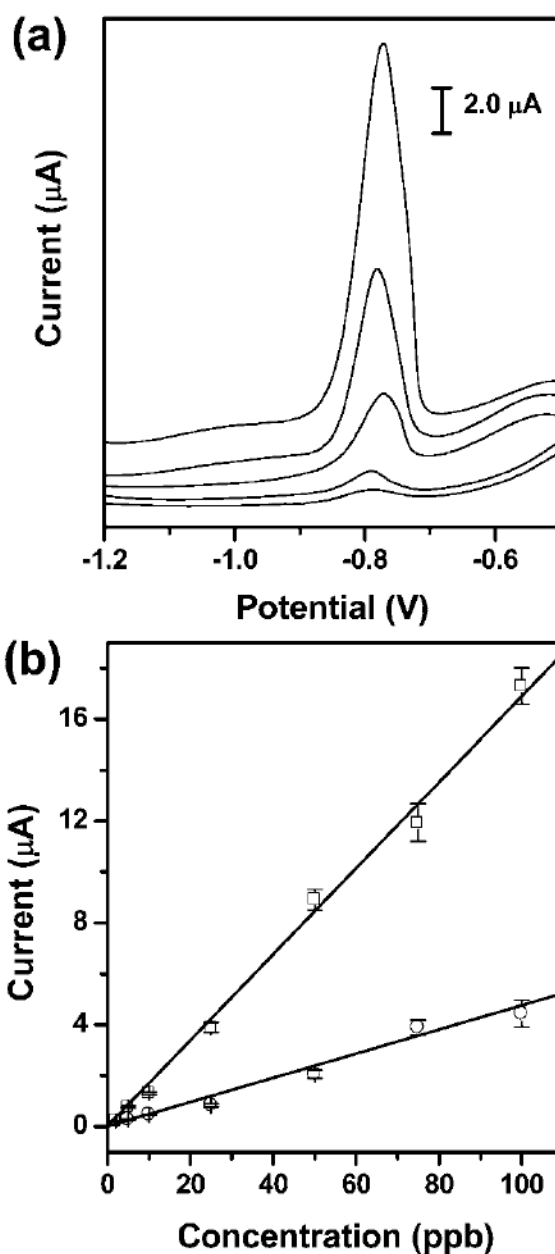 (a)
2.0 μA
Current (μA)
-1.2 -1.0 -0.8 -0.6
Potential (V)
(b)
16
12
8
4
0
Current (μA)
0 20 40 60 80 100
Concentration (ppb)